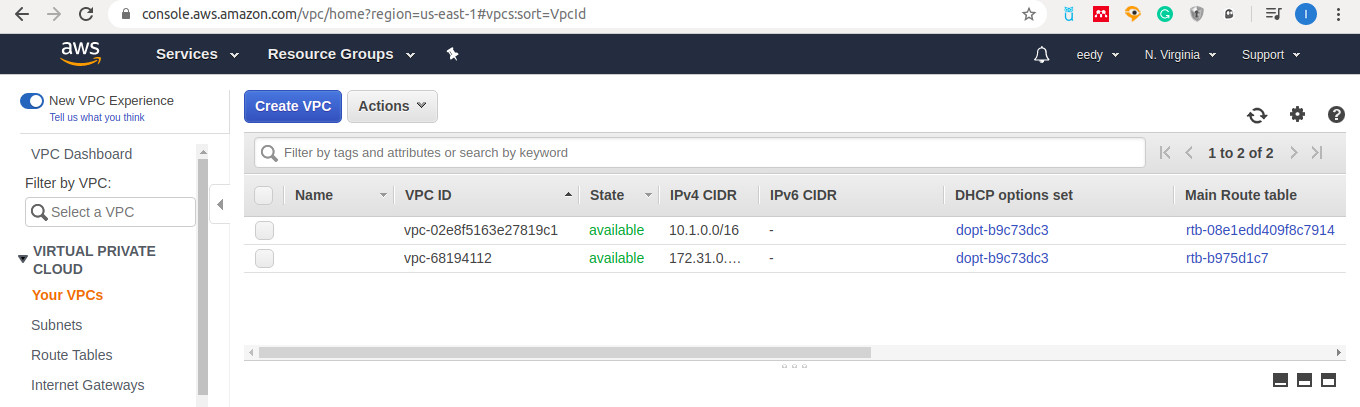 console.aws.amazon.com/vpc/home?region=us-east-1#vpcs:sort=VpcId
I
aws
Services
Resource Groups
eedy
N. Virginia
Support
New VPC Experience
Tell us what you think
VPC Dashboard
Filter by VPC:
Select a VPC
VIRTUAL PRIVATE
CLOUD
Your VPCs
Subnets
Route Tables
Internet Gateways
Create VPC
Actions
Filter by tags and attributes or search by keyword
1 to 2 of 2
Name VPC ID State IPv4 CIDR IPv6 CIDR DHCP options set Main Route table
vpc-02e8f5163e27819c1 available 10.1.0.0/16 - dopt-b9c73dc3 rtb-08e1edd409f8c7914
vpc-68194112 available 172.31.0.… - dopt-b9c73dc3 rtb-b975d1c7